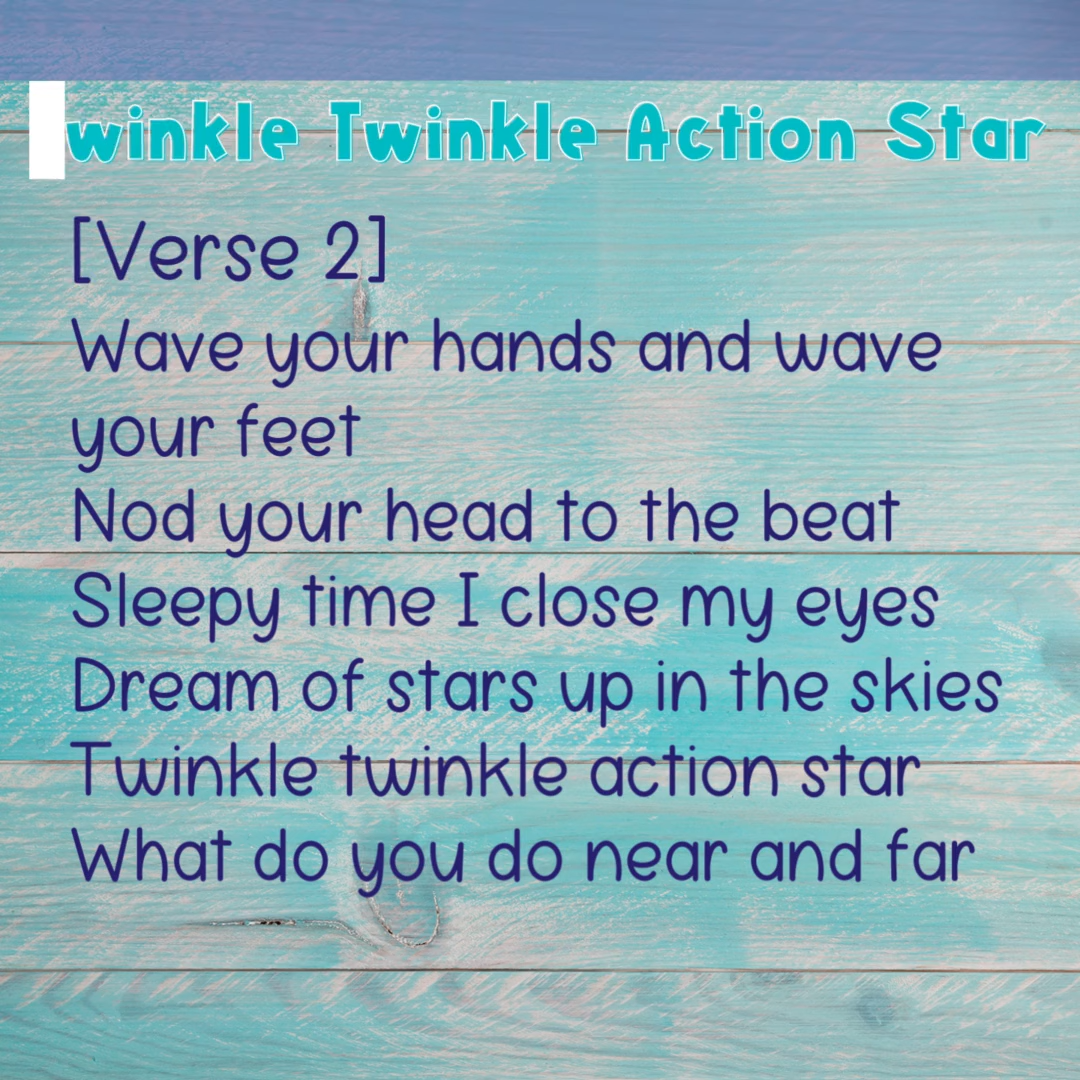 winkle Twinkle Action Star
[Verse 2]
Wave your hands and wave
your feet
Nod your head to the beat
Sleepy time I close my eyes
Dream of stars up in the skies
Twinkle twinkle action star
What do you do near and far